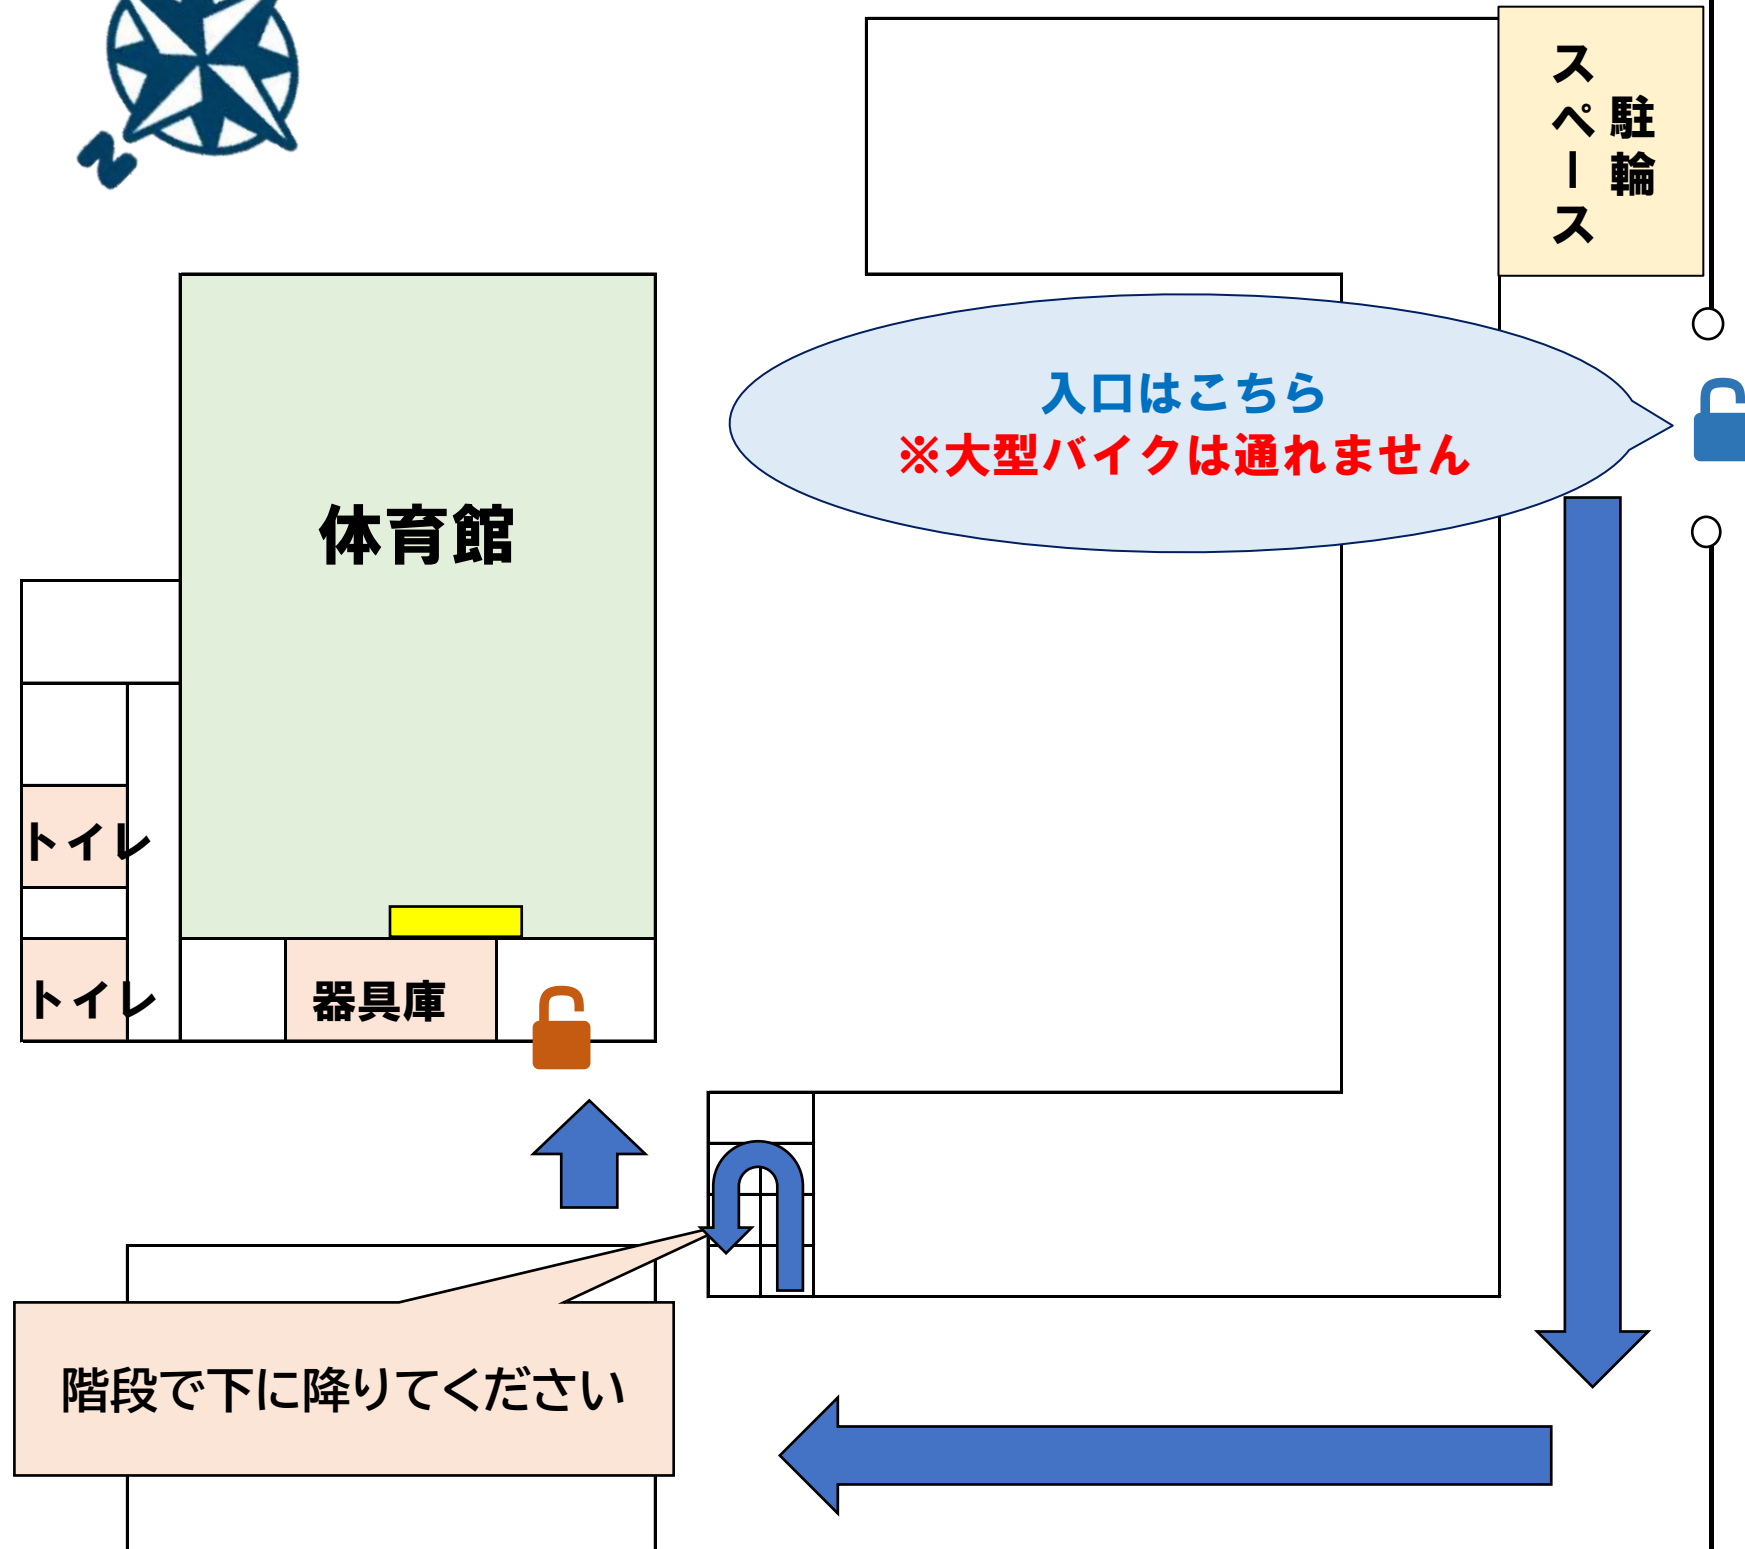 N
駐輪
スペース
入口はこちら
※大型バイクは通れません
体育館
トイレ
トイレ
器具庫
階段で下に降りてください